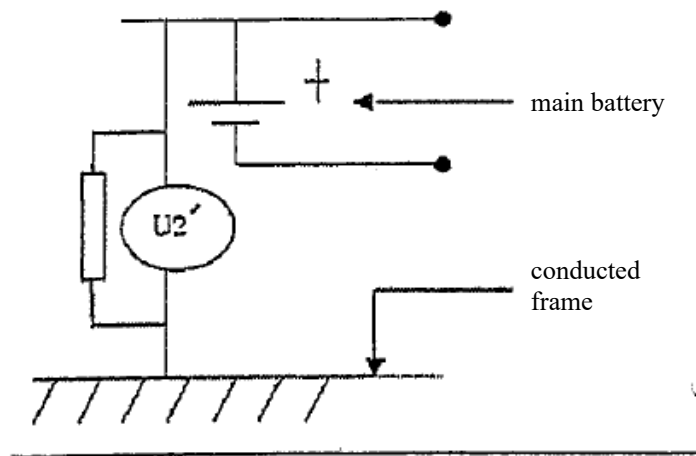 +
main battery
U2′
conducted
frame